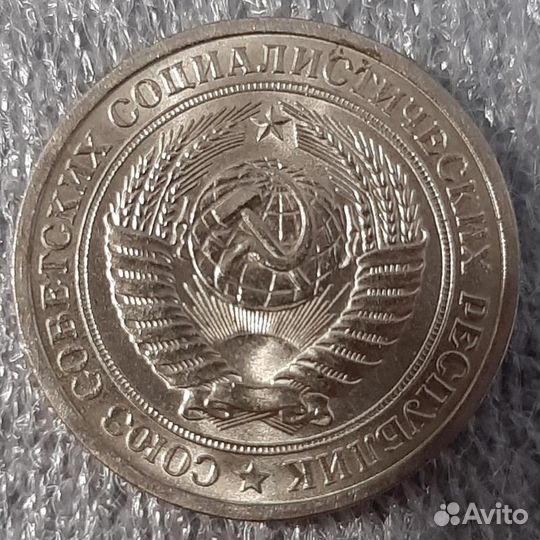 СОЮЗ СОВЕТСКИХ СОЦИАЛИСТИЧЕСКИХ РЕСПУБЛИК
Avito